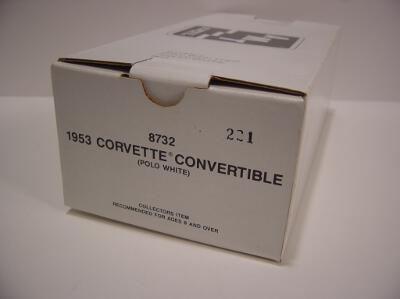 8732 221
1953 CORVETTE® CONVERTIBLE
(POLO WHITE)
COLLECTORS ITEM
RECOMMENDED FOR AGES 8 AND OVER